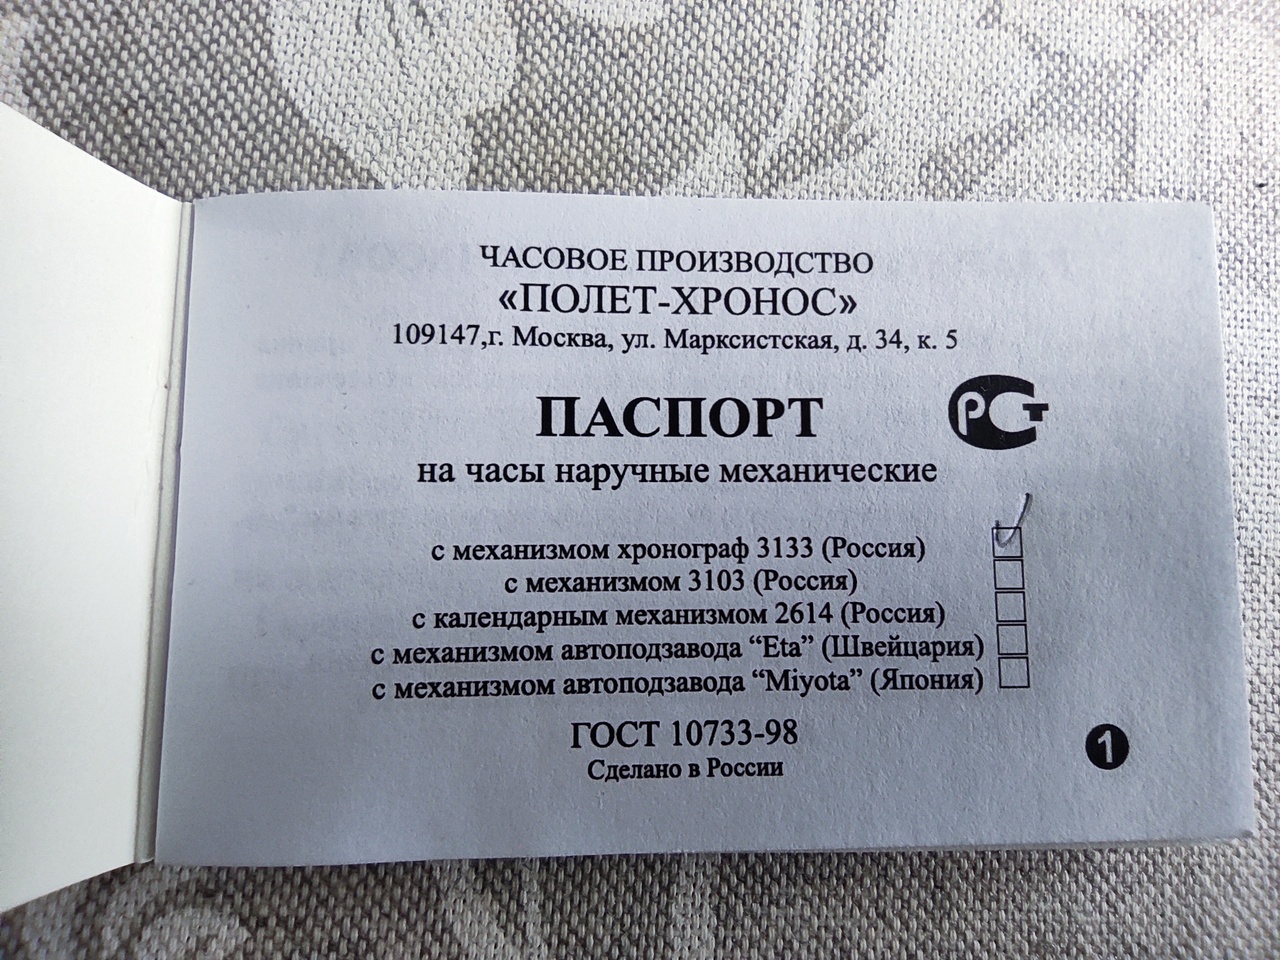 ЧАСОВОЕ ПРОИЗВОДСТВО
«ПОЛЕТ-ХРОНОС»
109147,г. Москва, ул. Марксистская, д. 34, к. 5
ПАСПОРТ
РСТ
на часы наручные механические
с механизмом хронограф 3133 (Россия)
с механизмом 3103 (Россия)
с календарным механизмом 2614 (Россия)
с механизмом автоподзавода “Eta” (Швейцария)
с механизмом автоподзавода “Miyota” (Япония)
ГОСТ 10733-98
Сделано в России
1